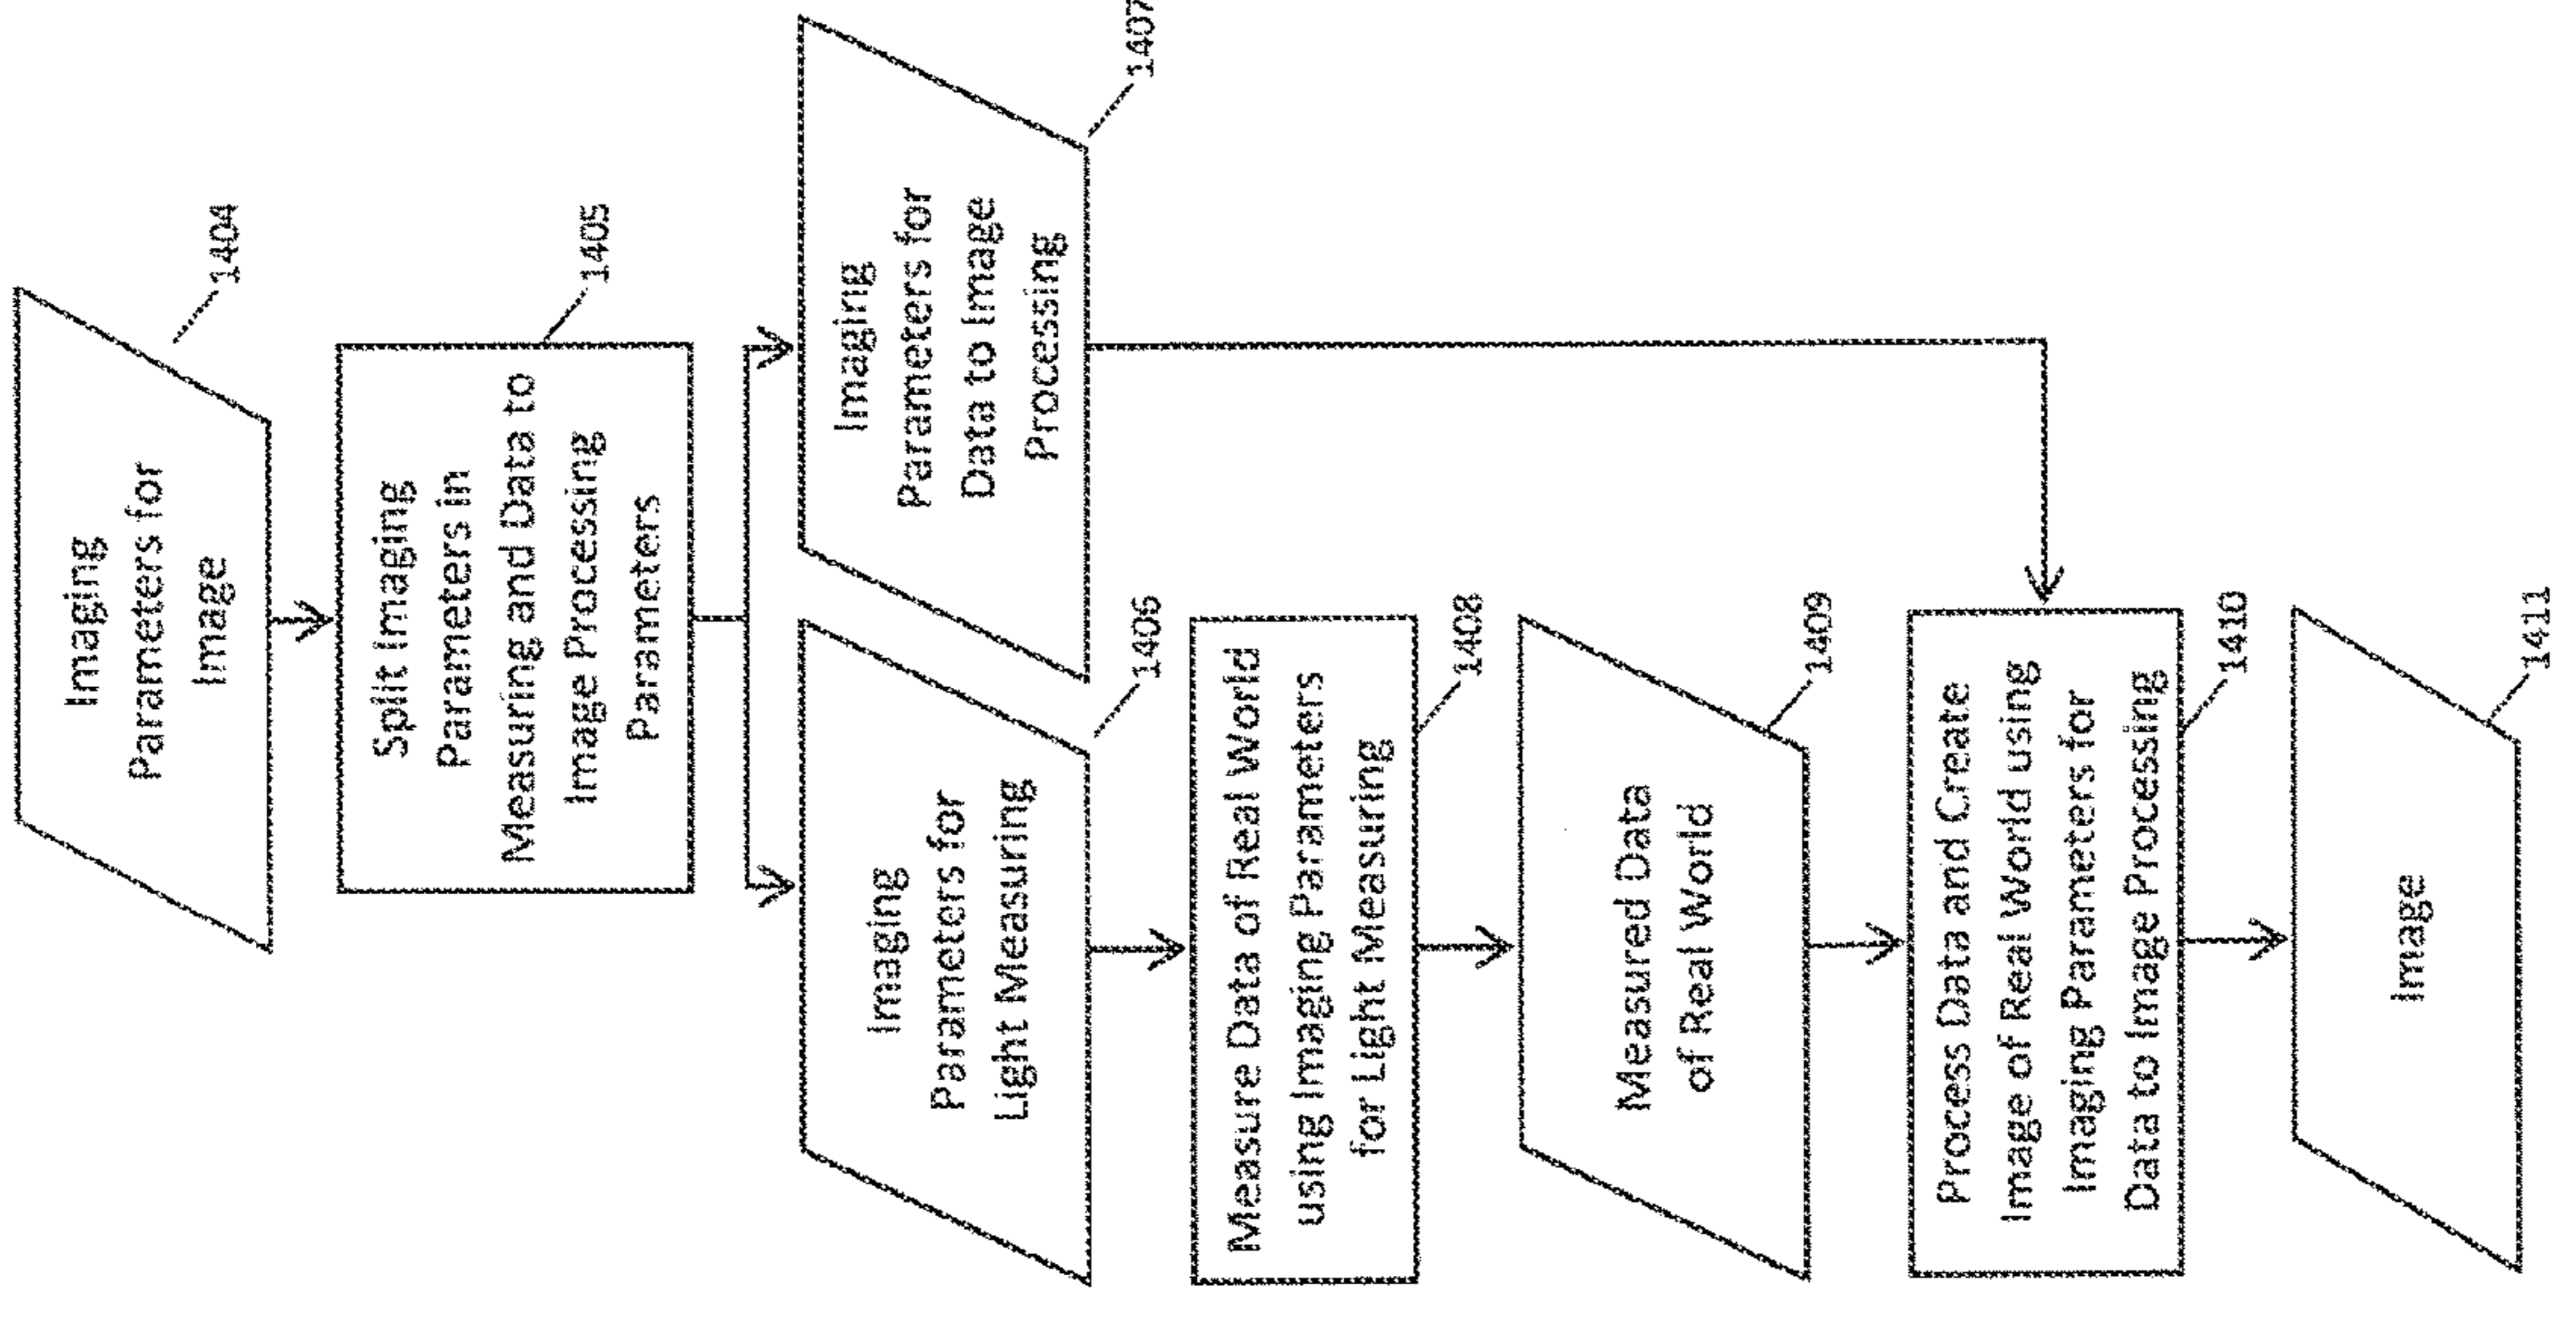 Imaging
Parameters for
Image
1404
Split Imaging
Parameters in
Measuring and Data to
Image Processing
Parameters
1405
Imaging
Parameters for
Light Measuring
1406
Imaging
Parameters for
Data to Image
Processing
1407
Measure Data of Real World
using Imaging Parameters
for Light Measuring
1408
Measured Data
of Real World
1409
Process Data and Create
Image of Real World using
Imaging Parameters for
Data to Image Processing
1410
Image
1411